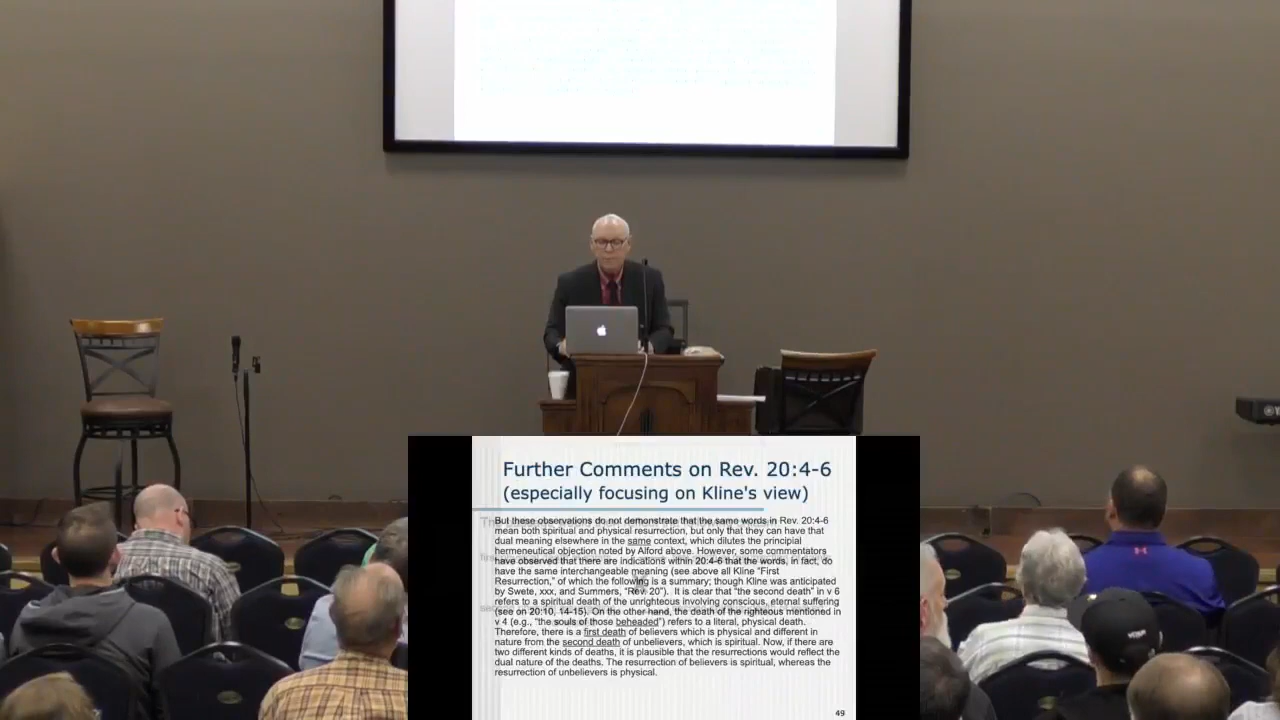 Further Comments on Rev. 20:4-6
(especially focusing on Kline's view)
But these observations do not demonstrate that the same words in Rev. 20:4-6
mean both spiritual and physical resurrection, but only that they can have that
dual meaning elsewhere in the same context, which dilutes the principial
hermeneutical objection noted by Alford above. However, some commentators
have observed that there are indications within 20:4-6 that the words, in fact, do
have the same interchangeable meaning (see above all Kline "First
Resurrection," of which the following is a summary; though Kline was anticipated
by Swete, xxx, and Summers, "Rev. 20"). It is clear that "the second death" in v 6
refers to a spiritual death of the unrighteous involving conscious, eternal suffering
(see on 20:10, 14-15). On the other hand, the death of the righteous mentioned in
v 4 (e.g., "the souls of those beheaded") refers to a literal, physical death.
Therefore, there is a first death of believers which is physical and different in
nature from the second death of unbelievers, which is spiritual. Now, if there are
two different kinds of deaths, it is plausible that the resurrections would reflect the
dual nature of the deaths. The resurrection of believers is spiritual, whereas the
resurrection of unbelievers is physical.
49